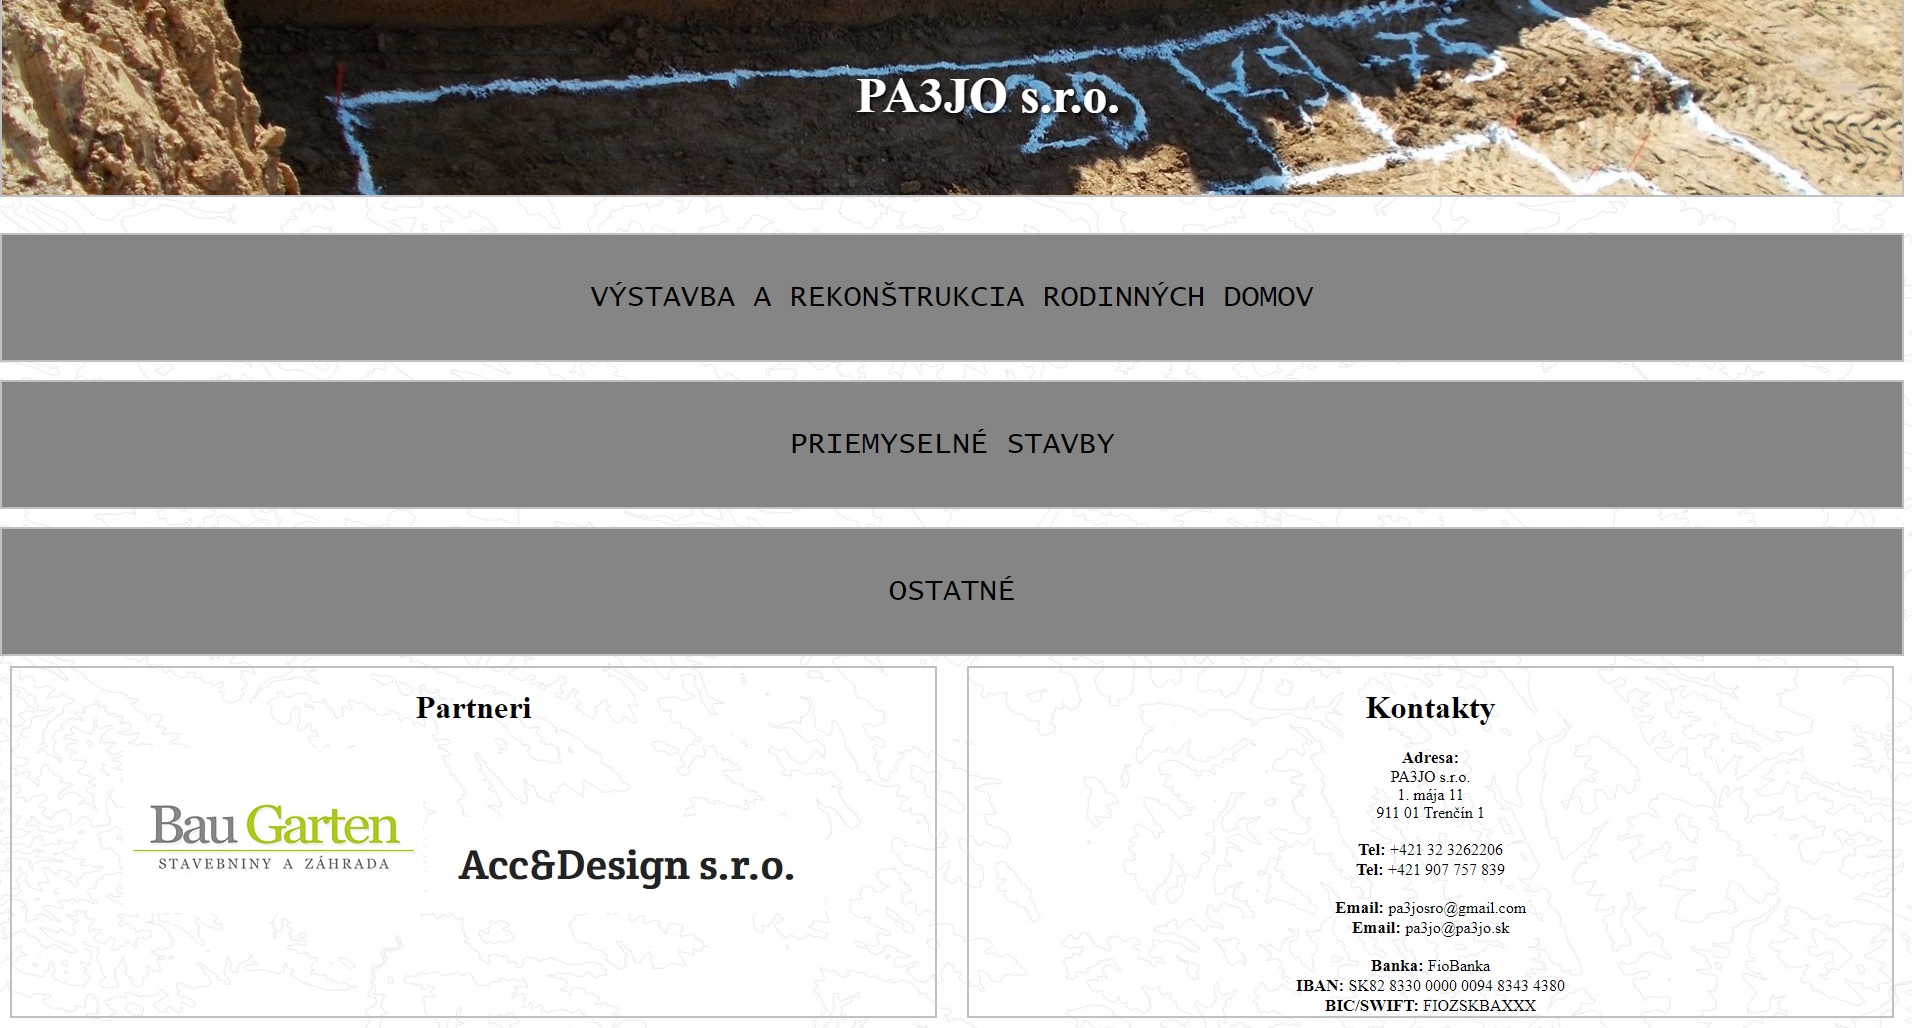 PA3JO s.r.o.
VÝSTAVBA A REKONŠTRUKCIA RODINNÝCH DOMOV
PRIEMYSELNÉ STAVBY
OSTATNÉ
Partneri
Bau Garten
STAVEBNINY A ZÁHRADA
Acc&Design s.r.o.
Kontakty
Adresa:
PA3JO s.r.o.
1. mája 11
911 01 Trenčín 1
Tel: +421 32 3262206
Tel: +421 907 757 839
Email: pa3josro@gmail.com
Email: pa3jo@pa3jo.sk
Banka: FioBanka
IBAN: SK82 8330 0000 0094 8343 4380
BIC/SWIFT: FIOZSKBAXXX